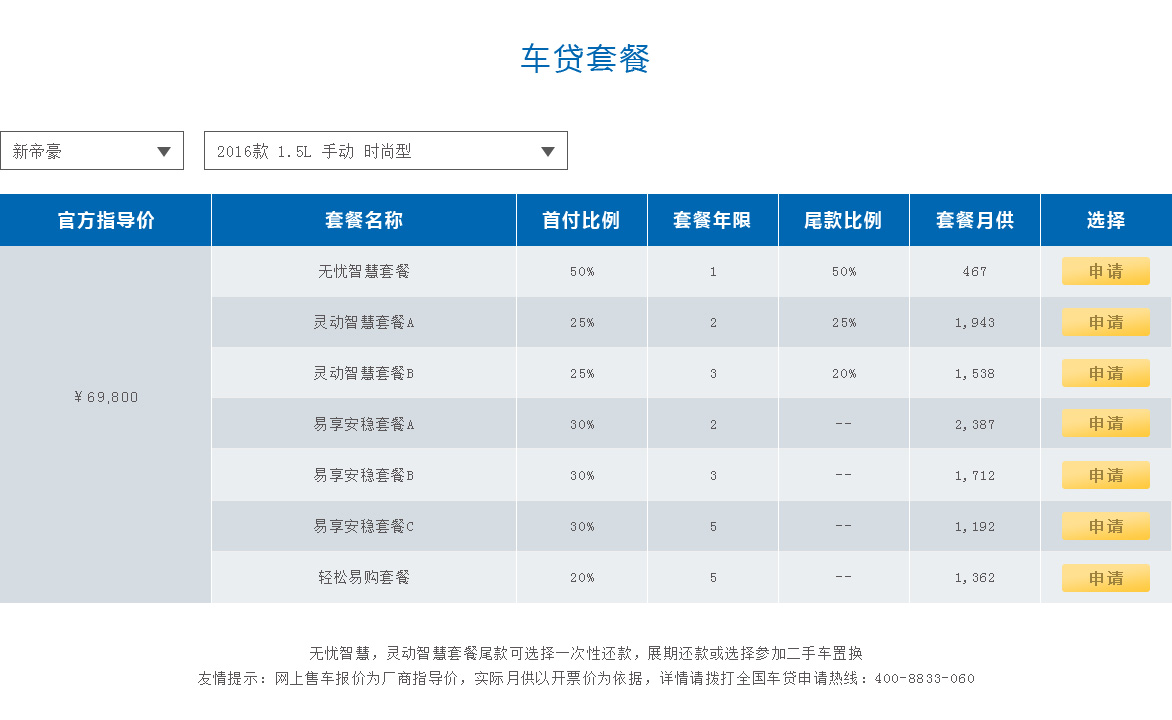 车贷套餐
新帝豪 2016款 1.5L 手动 时尚型
官方指导价 套餐名称 首付比例 套餐年限 尾款比例 套餐月供 选择
无忧智慧套餐 50% 1 50% 467 申请
灵动智慧套餐A 25% 2 25% 1,943 申请
灵动智慧套餐B 25% 3 20% 1,538 申请
¥69,800
易享安稳套餐A 30% 2 -- 2,387 申请
易享安稳套餐B 30% 3 -- 1,712 申请
易享安稳套餐C 30% 5 -- 1,192 申请
轻松易购套餐 20% 5 -- 1,362 申请
无忧智慧，灵动智慧套餐尾款可选择一次性还款，展期还款或选择参加二手车置换
友情提示：网上售车报价为厂商指导价，实际月供以开票价为依据，详情请拨打全国车贷申请热线：400-8833-060